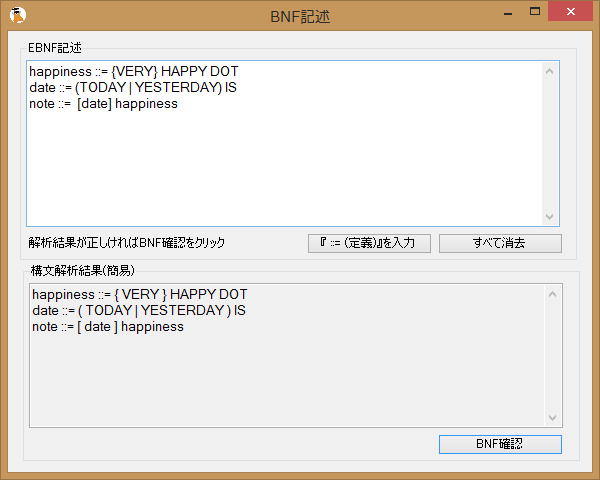 BNF記述
EBNF記述
happiness ::= {VERY} HAPPY DOT
date ::= (TODAY | YESTERDAY) IS
note ::=  [date] happiness
解析結果が正しければBNF確認をクリック
『 ::= (定義)』を入力
すべて消去
構文解析結果(簡易)
happiness ::= { VERY } HAPPY DOT
date ::= ( TODAY | YESTERDAY ) IS
note ::= [ date ] happiness
BNF確認